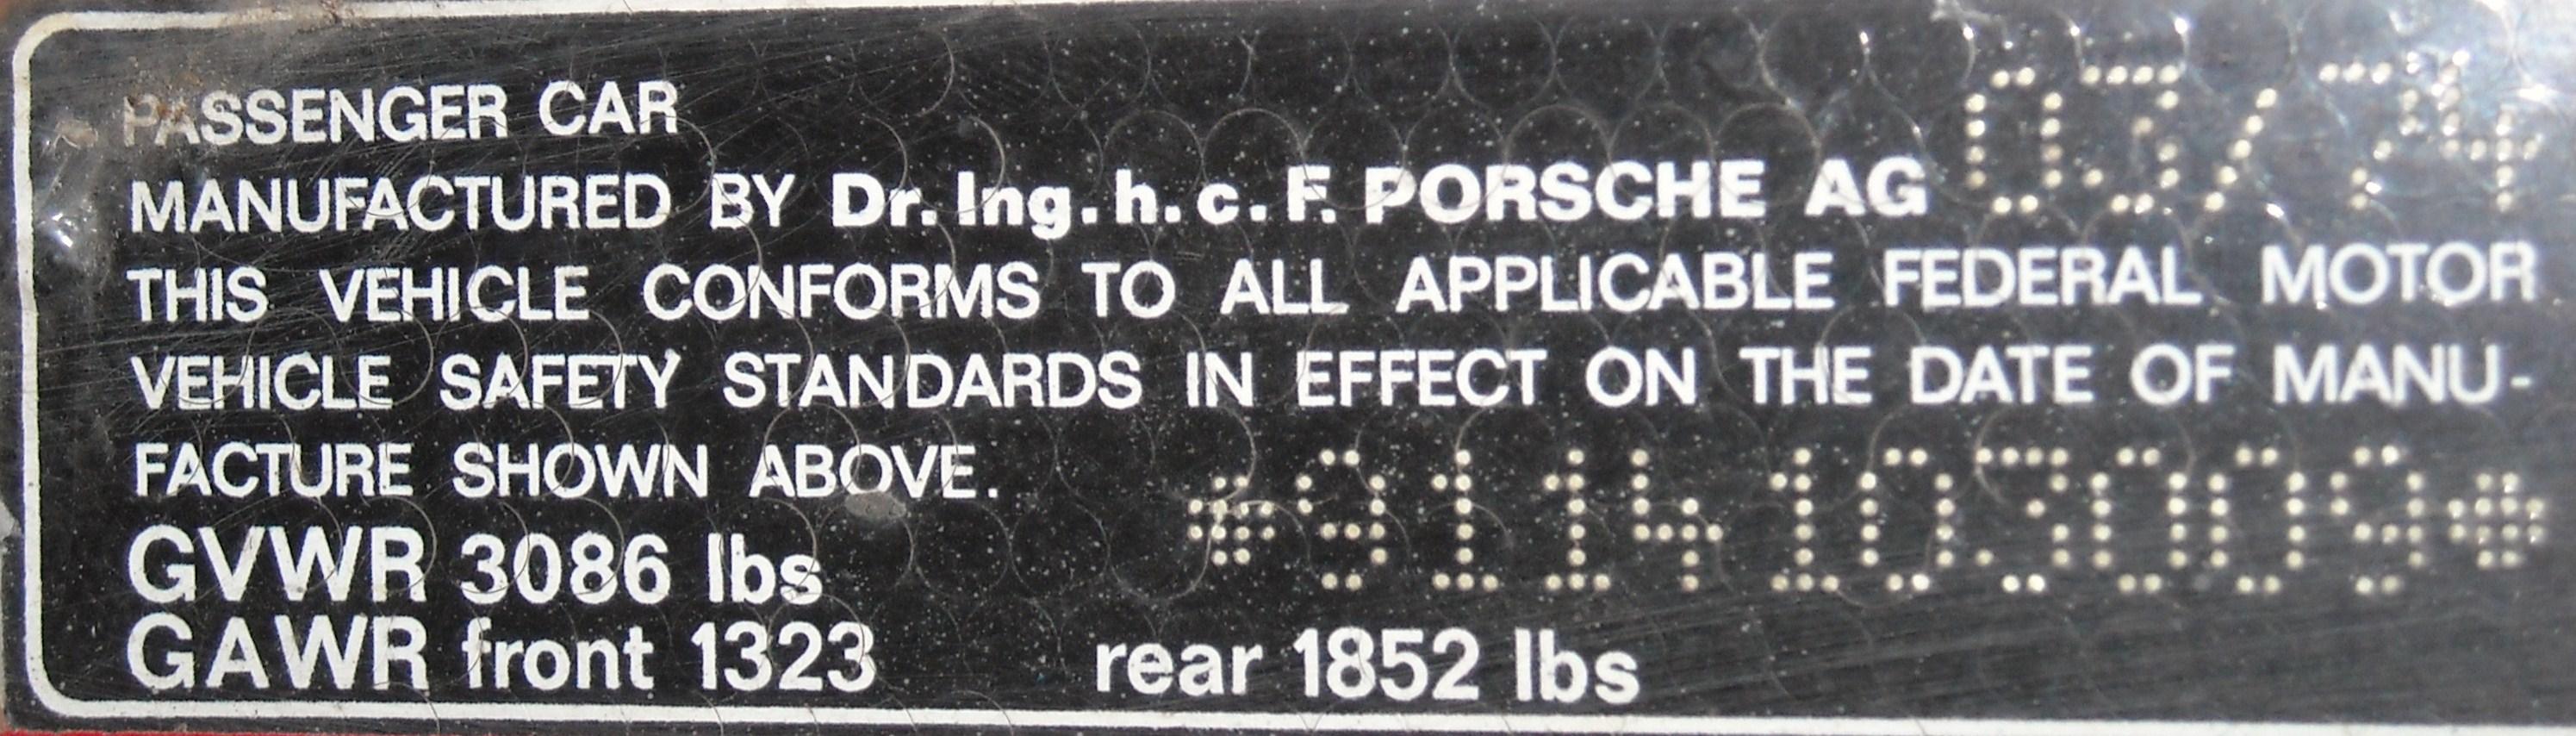 PASSENGER CAR 03/74
MANUFACTURED BY Dr. Ing. h. c. F. PORSCHE AG
THIS VEHICLE CONFORMS TO ALL APPLICABLE FEDERAL MOTOR
VEHICLE SAFETY STANDARDS IN EFFECT ON THE DATE OF MANU-
FACTURE SHOWN ABOVE.
*9114103009*
GVWR 3086 lbs
GAWR front 1323 rear 1852 lbs